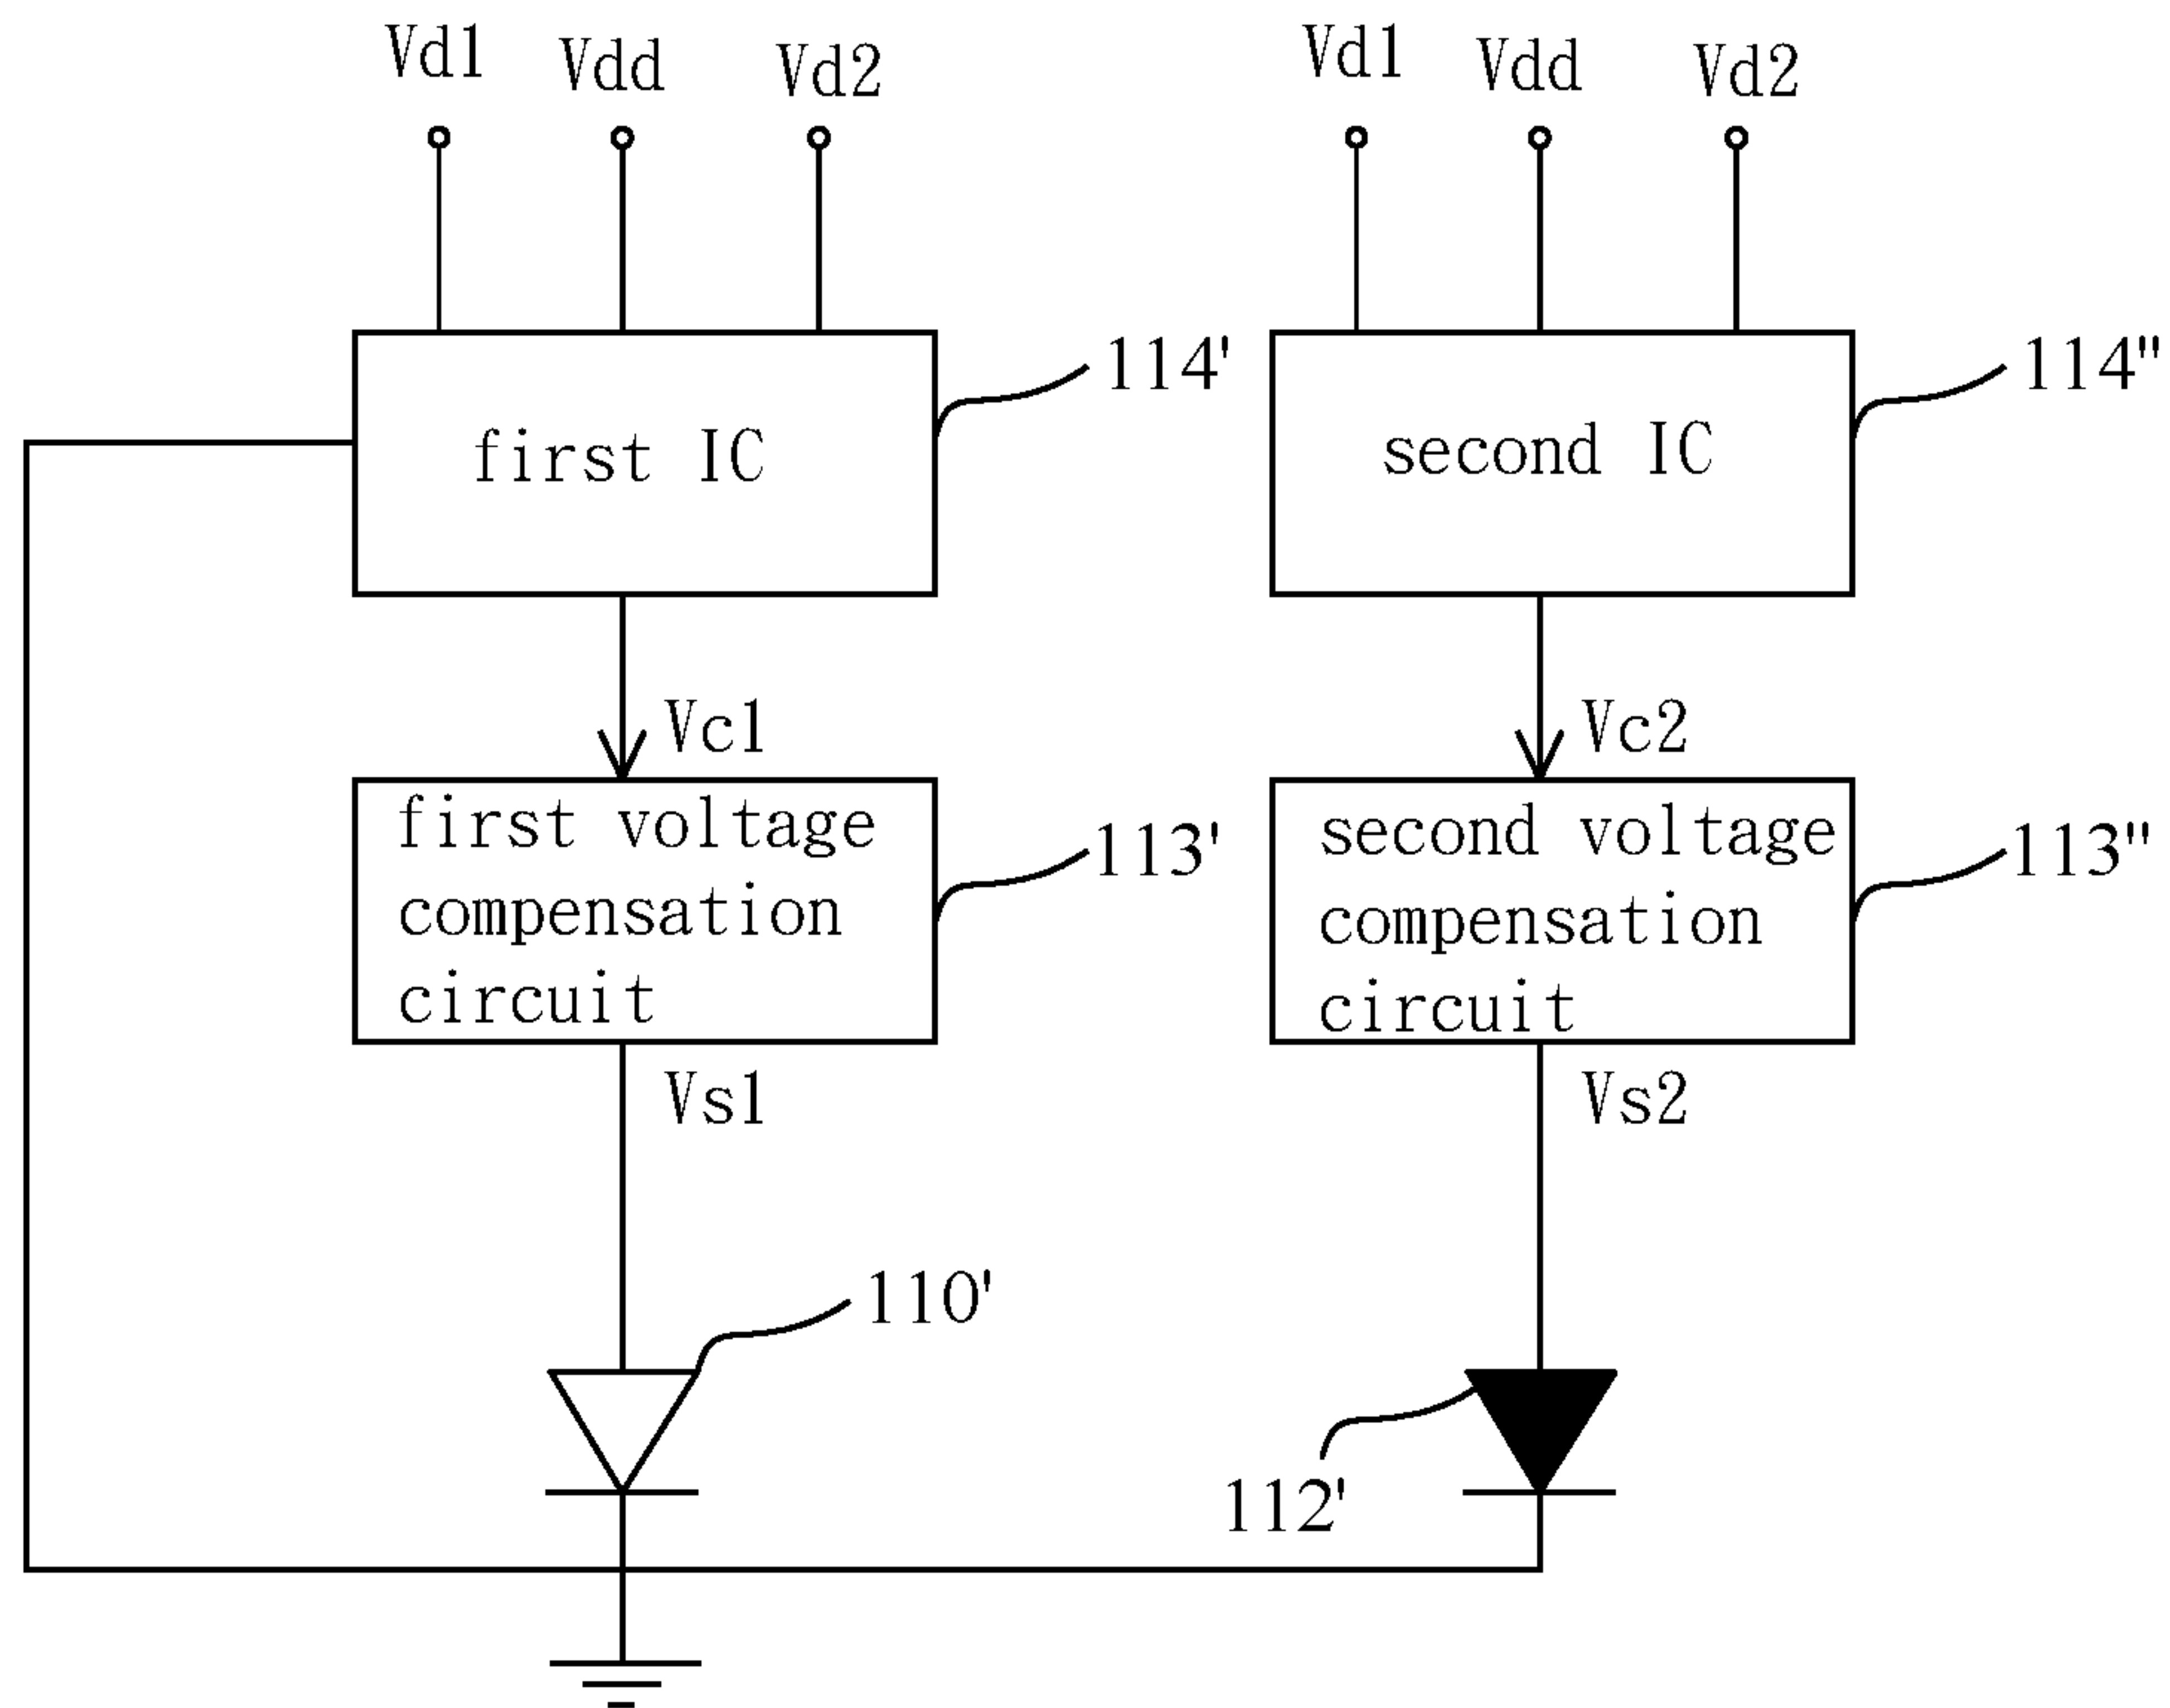 Vd1 Vdd Vd2 Vd1 Vdd Vd2
first IC
114'
second IC
114"
Vc1
Vc2
first voltage
compensation
circuit
113'
second voltage
compensation
circuit
113"
Vs1
Vs2
110'
112'